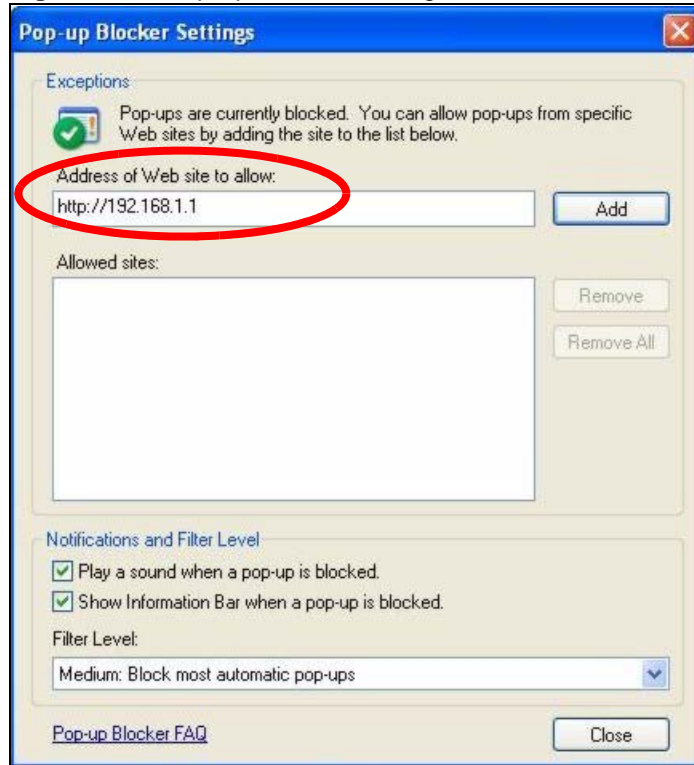 Pop-up Blocker Settings
Exceptions
Pop-ups are currently blocked. You can allow pop-ups from specific
Web sites by adding the site to the list below.
Address of Web site to allow:
http://192.168.1.1
Add
Allowed sites:
Remove
Remove All
Notifications and Filter Level
Play a sound when a pop-up is blocked.
Show Information Bar when a pop-up is blocked.
Filter Level:
Medium: Block most automatic pop-ups
Pop-up Blocker FAQ
Close